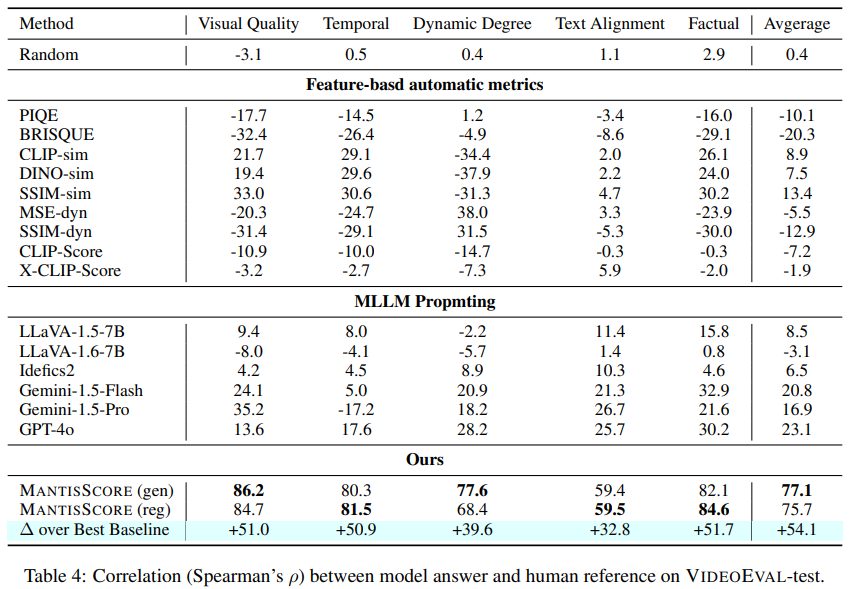 Method Visual Quality Temporal Dynamic Degree Text Alignment Factual Avgerage
Random -3.1 0.5 0.4 1.1 2.9 0.4
Feature-basd automatic metrics
PIQE -17.7 -14.5 1.2 -3.4 -16.0 -10.1
BRISQUE -32.4 -26.4 -4.9 -8.6 -29.1 -20.3
CLIP-sim 21.7 29.1 -34.4 2.0 26.1 8.9
DINO-sim 19.4 29.6 -37.9 2.2 24.0 7.5
SSIM-sim 33.0 30.6 -31.3 4.7 30.2 13.4
MSE-dyn -20.3 -24.7 38.0 3.3 -23.9 -5.5
SSIM-dyn -31.4 -29.1 31.5 -5.3 -30.0 -12.9
CLIP-Score -10.9 -10.0 -14.7 -0.3 -0.3 -7.2
X-CLIP-Score -3.2 -2.7 -7.3 5.9 -2.0 -1.9
MLLM Propmting
LLaVA-1.5-7B 9.4 8.0 -2.2 11.4 15.8 8.5
LLaVA-1.6-7B -8.0 -4.1 -5.7 1.4 0.8 -3.1
Idefics2 4.2 4.5 8.9 10.3 4.6 6.5
Gemini-1.5-Flash 24.1 5.0 20.9 21.3 32.9 20.8
Gemini-1.5-Pro 35.2 -17.2 18.2 26.7 21.6 16.9
GPT-4o 13.6 17.6 28.2 25.7 30.2 23.1
Ours
MANTISSCORE (gen) 86.2 80.3 77.6 59.4 82.1 77.1
MANTISSCORE (reg) 84.7 81.5 68.4 59.5 84.6 75.7
Δ over Best Baseline +51.0 +50.9 +39.6 +32.8 +51.7 +54.1
Table 4: Correlation (Spearman's ρ) between model answer and human reference on VIDEOEVAL-test.